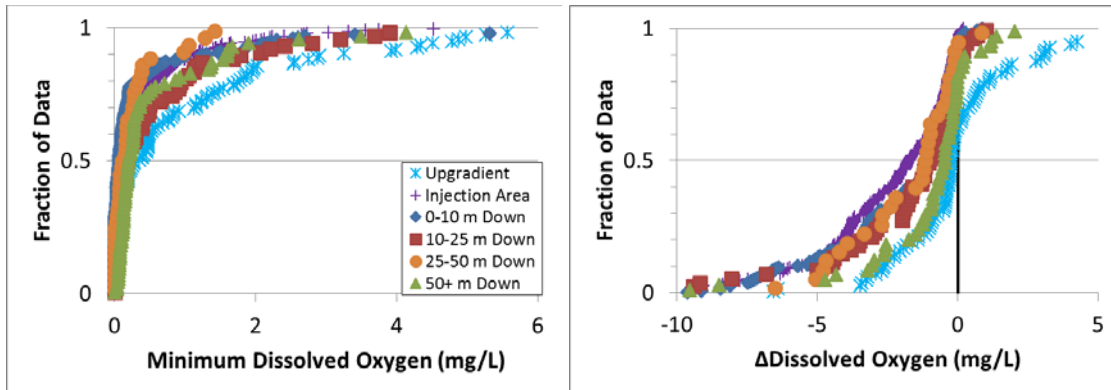 1
0.5
0
Fraction of Data
0 2 4 6
Minimum Dissolved Oxygen (mg/L)
Upgradient
Injection Area
0-10 m Down
10-25 m Down
25-50 m Down
50+ m Down
1
0.5
0
Fraction of Data
-10 -5 0 5
ΔDissolved Oxygen (mg/L)